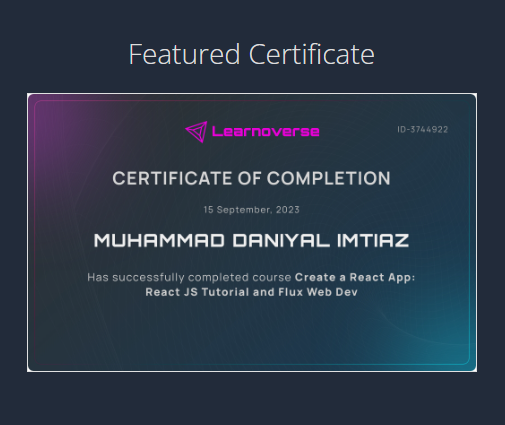 Featured Certificate
Learnoverse
ID-3744922
CERTIFICATE OF COMPLETION
15 September, 2023
MUHAMMAD DANIYAL IMTIAZ
Has successfully completed course Create a React App:
React JS Tutorial and Flux Web Dev